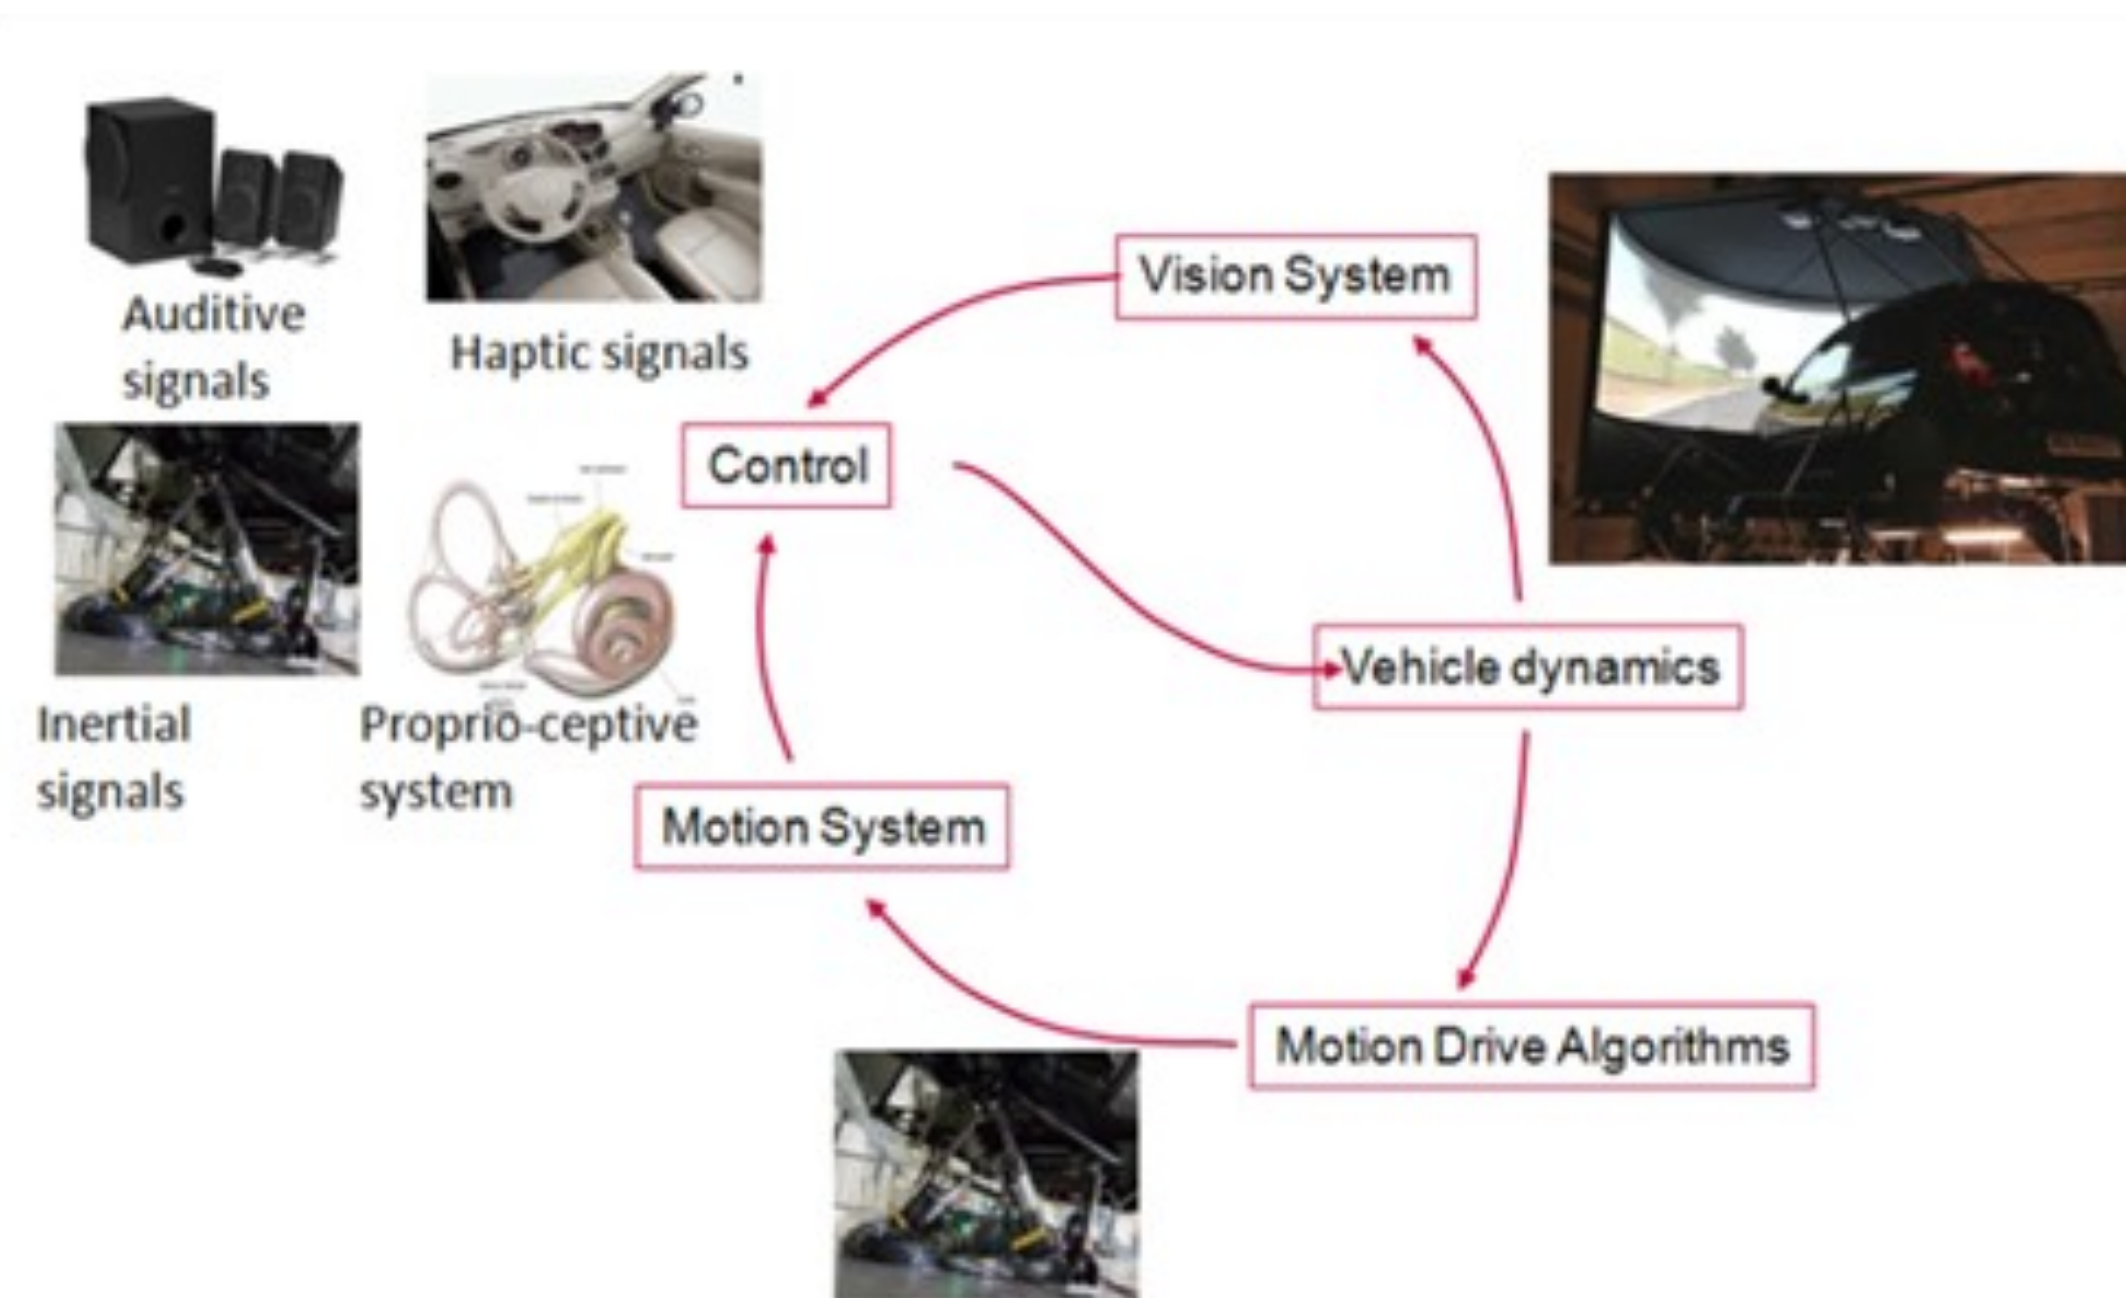 Auditive
signals
Haptic signals
Vision System
Control
Inertial
signals
Proprio-ceptive
system
Vehicle dynamics
Motion System
Motion Drive Algorithms